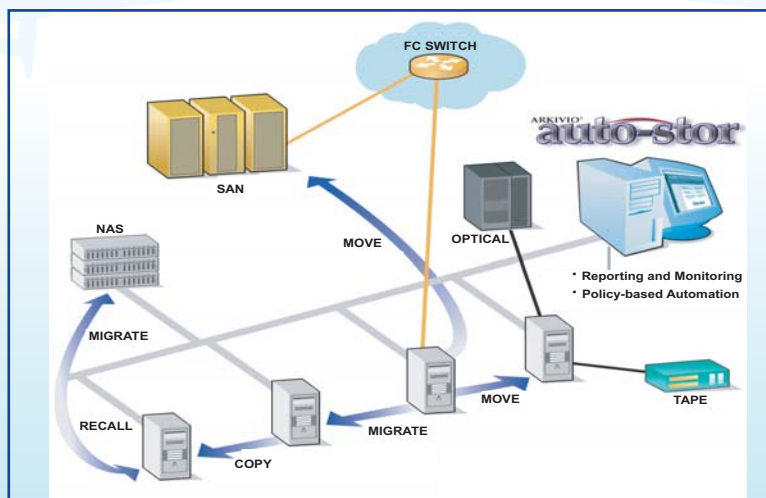 FC SWITCH
ARKIVIO®
auto-stor
SAN
NAS
MOVE
OPTICAL
• Reporting and Monitoring
• Policy-based Automation
MIGRATE
MOVE
TAPE
RECALL
MIGRATE
COPY